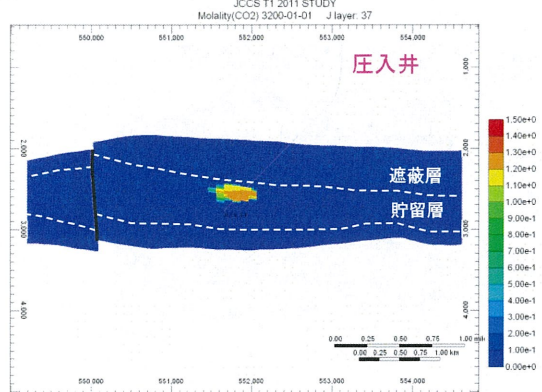 JCCS T1 2011 STUDY
Molality(CO2) 3200-01-01 J layer: 37
550,000 551,000 552,000 553,000 554,000
圧入井
1,000
1.50e+0
1.40e+0
1.30e+0
1.20e+0
1.10e+0
1.00e+0
9.00e-1
8.00e-1
7.00e-1
6.00e-1
5.00e-1
4.00e-1
3.00e-1
2.00e-1
1.00e-1
0.00e+0
2,000 2,000
遮蔽層
貯留層
3,000 3,000
4,000 4,000
0.00 0.25 0.50 0.75 1.00 mile
0.00 0.25 0.50 0.75 1.00 km
550,000 551,000 552,000 553,000 554,000